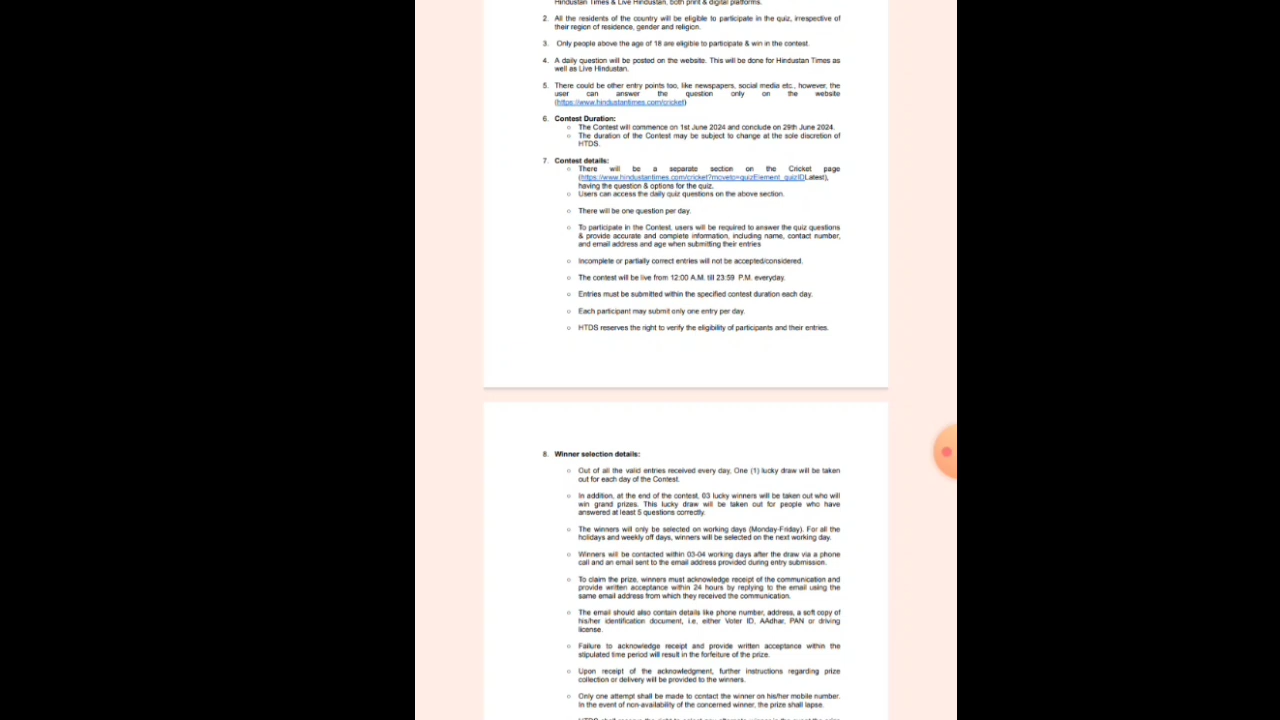 Hindustan Times & Live Hindustan, both print & digital platforms.
2. All the residents of the country will be eligible to participate in the quiz, irrespective of
their region of residence, gender and religion.
3. Only people above the age of 18 are eligible to participate & win in the contest.
4. A daily question will be posted on the website. This will be done for Hindustan Times as
well as Live Hindustan.
5. There could be other entry points too, like newspapers, social media etc., however, the
user can answer the question only on the website
(https://www.hindustantimes.com/cricket)
6. Contest Duration:
○ The Contest will commence on 1st June 2024 and conclude on 29th June 2024.
○ The duration of the Contest may be subject to change at the sole discretion of
HTDS.
7. Contest details:
○ There will be a separate section on the Cricket page
(https://www.hindustantimes.com/cricket?moveto=quizElement_quizIDLatest),
having the question & options for the quiz.
○ Users can access the daily quiz questions on the above section.
○ There will be one question per day.
○ To participate in the Contest, users will be required to answer the quiz questions
& provide accurate and complete information, including name, contact number,
and email address and age when submitting their entries
○ Incomplete or partially correct entries will not be accepted/considered.
○ The contest will be live from 12:00 A.M. till 23:59 P.M. everyday.
○ Entries must be submitted within the specified contest duration each day.
○ Each participant may submit only one entry per day.
○ HTDS reserves the right to verify the eligibility of participants and their entries.
8. Winner selection details:
○ Out of all the valid entries received every day, One (1) lucky draw will be taken
out for each day of the Contest.
○ In addition, at the end of the contest, 03 lucky winners will be taken out who will
win grand prizes. This lucky draw will be taken out for people who have
answered at least 5 questions correctly.
○ The winners will only be selected on working days (Monday-Friday). For all the
holidays and weekly off days, winners will be selected on the next working day.
○ Winners will be contacted within 03-04 working days after the draw via a phone
call and an email sent to the email address provided during entry submission.
○ To claim the prize, winners must acknowledge receipt of the communication and
provide written acceptance within 24 hours by replying to the email using the
same email address from which they received the communication.
○ The email should also contain details like phone number, address, a soft copy of
his/her identification document, i.e, either Voter ID, AAdhar, PAN or driving
license.
○ Failure to acknowledge receipt and provide written acceptance within the
stipulated time period will result in the forfeiture of the prize.
○ Upon receipt of the acknowledgment, further instructions regarding prize
collection or delivery will be provided to the winners.
○ Only one attempt shall be made to contact the winner on his/her mobile number.
In the event of non-availability of the concerned winner, the prize shall lapse.